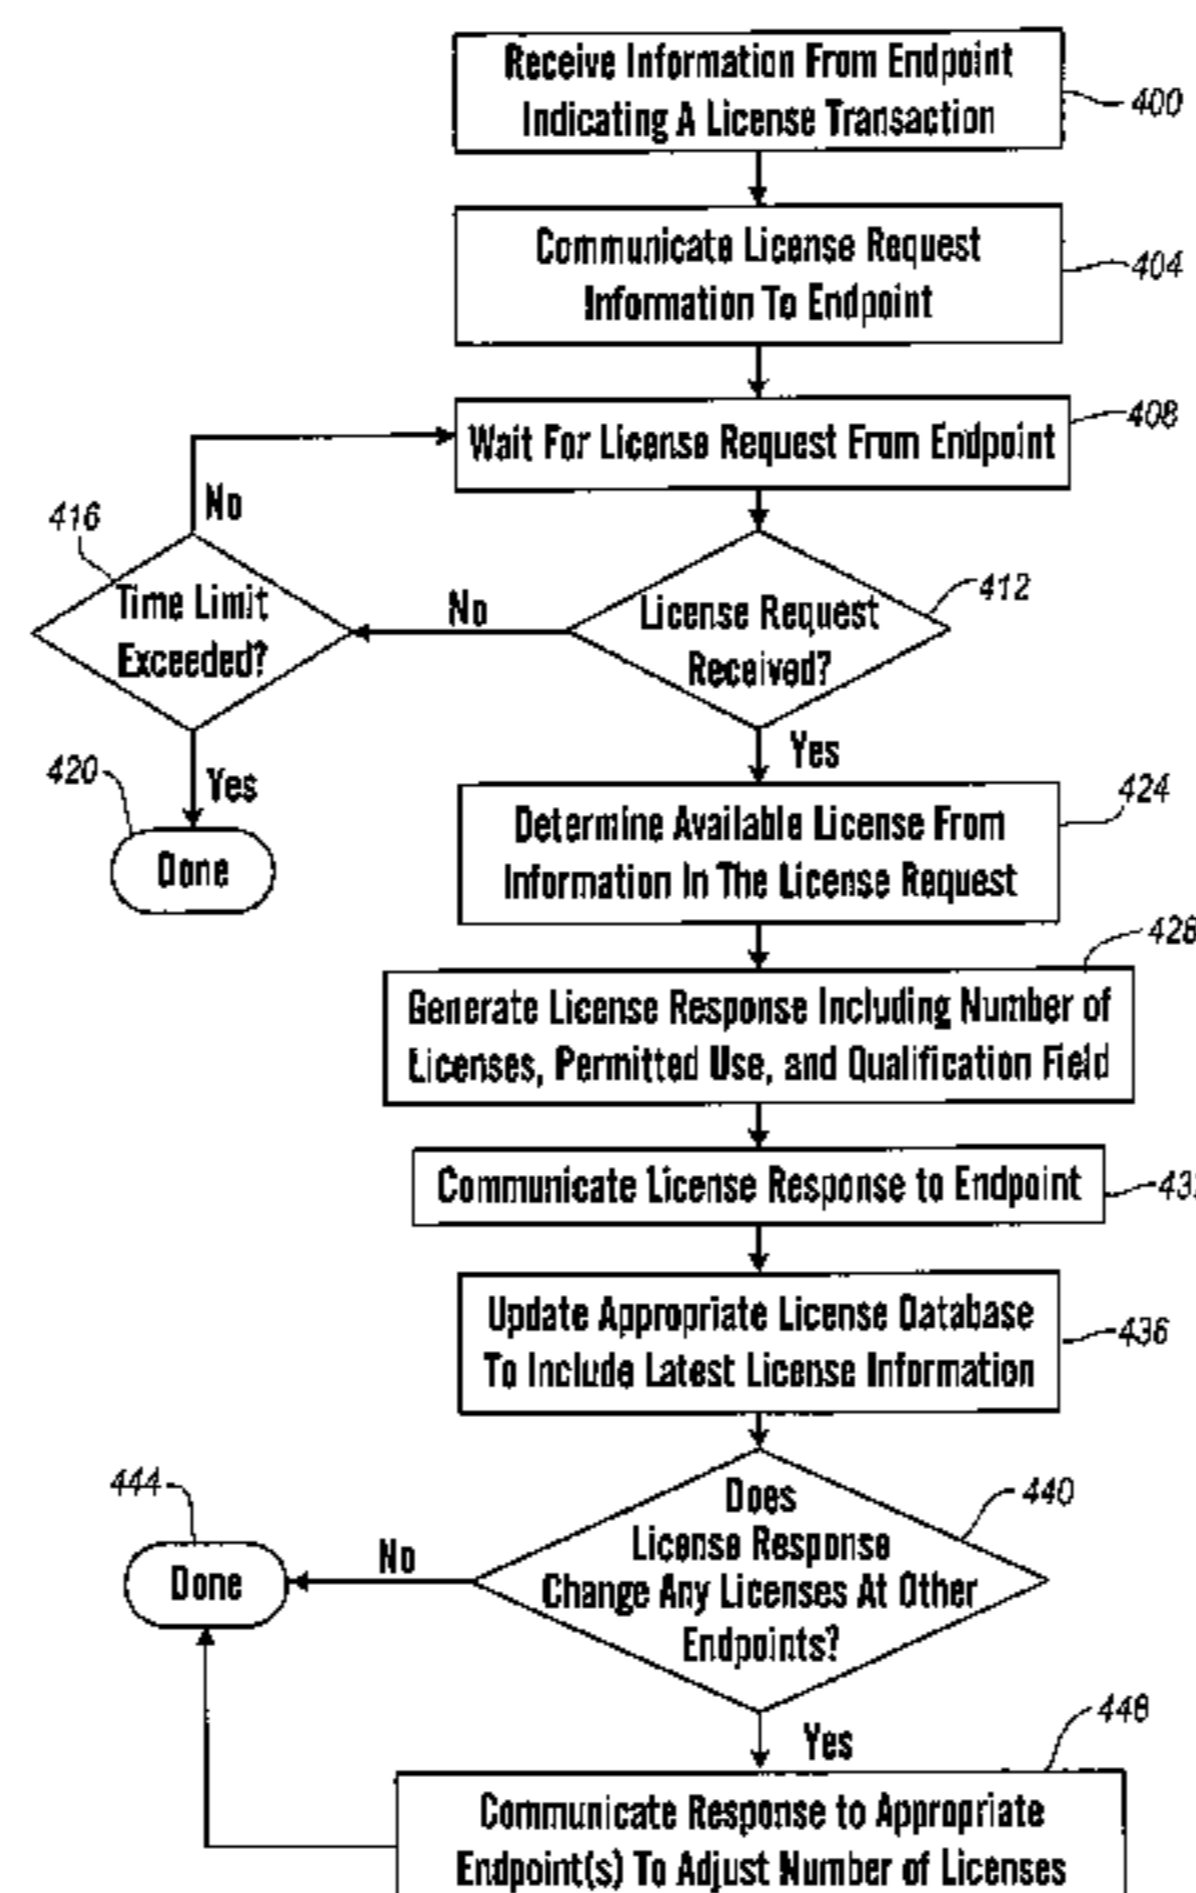 Receive Information From Endpoint
Indicating A License Transaction
400
Communicate License Request
Information To Endpoint
404
Wait For License Request From Endpoint
408
No
416
Time Limit
Exceeded?
No
License Request
Received?
412
Yes
420
Yes
Done
Determine Available License From
Information In The License Request
424
Generate License Response Including Number of
Licenses, Permitted Use, and Qualification Field
428
Communicate License Response to Endpoint
Update Appropriate License Database
To Include Latest License Information
436
444
Done
No
Does
License Response
Change Any Licenses At Other
Endpoints?
440
Yes
448
Communicate Response to Appropriate
Endpoint(s) To Adjust Number of Licenses